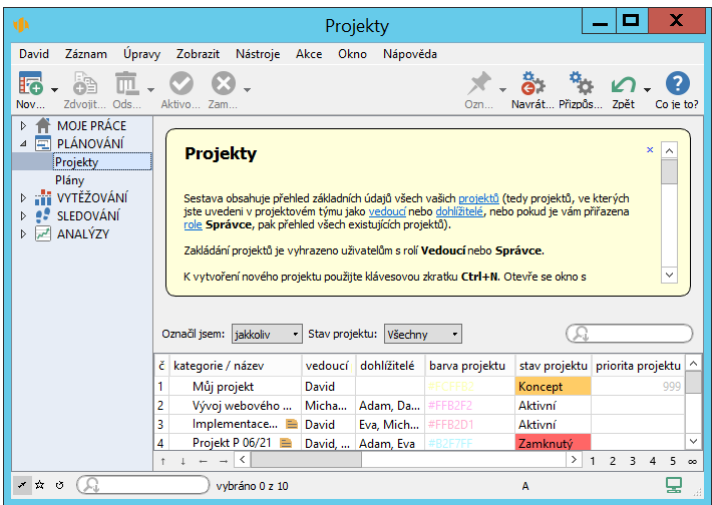 Projekty
David Záznam Úpravy Zobrazit Nástroje Akce Okno Nápověda
Nov... Zdvojit... Ods... Aktivo... Zam... Ozn... Navrát... Přizpůs... Zpět Co je to?
MOJE PRÁCE
PLÁNOVÁNÍ
Projekty
Plány
VYTĚŽOVÁNÍ
SLEDOVÁNÍ
ANALÝZY
Projekty
Sestava obsahuje přehled základních údajů všech vašich projektů (tedy projektů, ve kterých
jste uvedeni v projektovém týmu jako vedoucí nebo dohlížitelé, nebo pokud je vám přiřazena
role Správce, pak přehled všech existujících projektů).
Zakládání projektů je vyhrazeno uživatelům s rolí Vedoucí nebo Správce.
K vytvoření nového projektu použijte klávesovou zkratku Ctrl+N. Otevře se okno s
Označil jsem: jakkoliv Stav projektu: Všechny
č kategorie / název vedoucí dohlížitelé barva projektu stav projektu priorita projektu
1 Můj projekt David Koncept 999
2 Vývoj webového ... Micha... Adam, Da... #FFB2F2 Aktivní
3 Implementace... David Eva, Mich... #FFB2D1 Aktivní
4 Projekt P 06/21 David, ... Adam, Eva #B2F7FF Zamknutý
1 2 3 4 5 ∞
vybráno 0 z 10 A